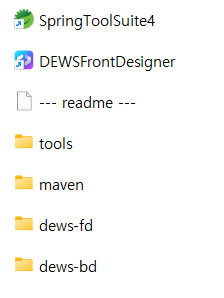 SpringToolSuite4
DEWSFrontDesigner
--- readme ---
tools
maven
dews-fd
dews-bd